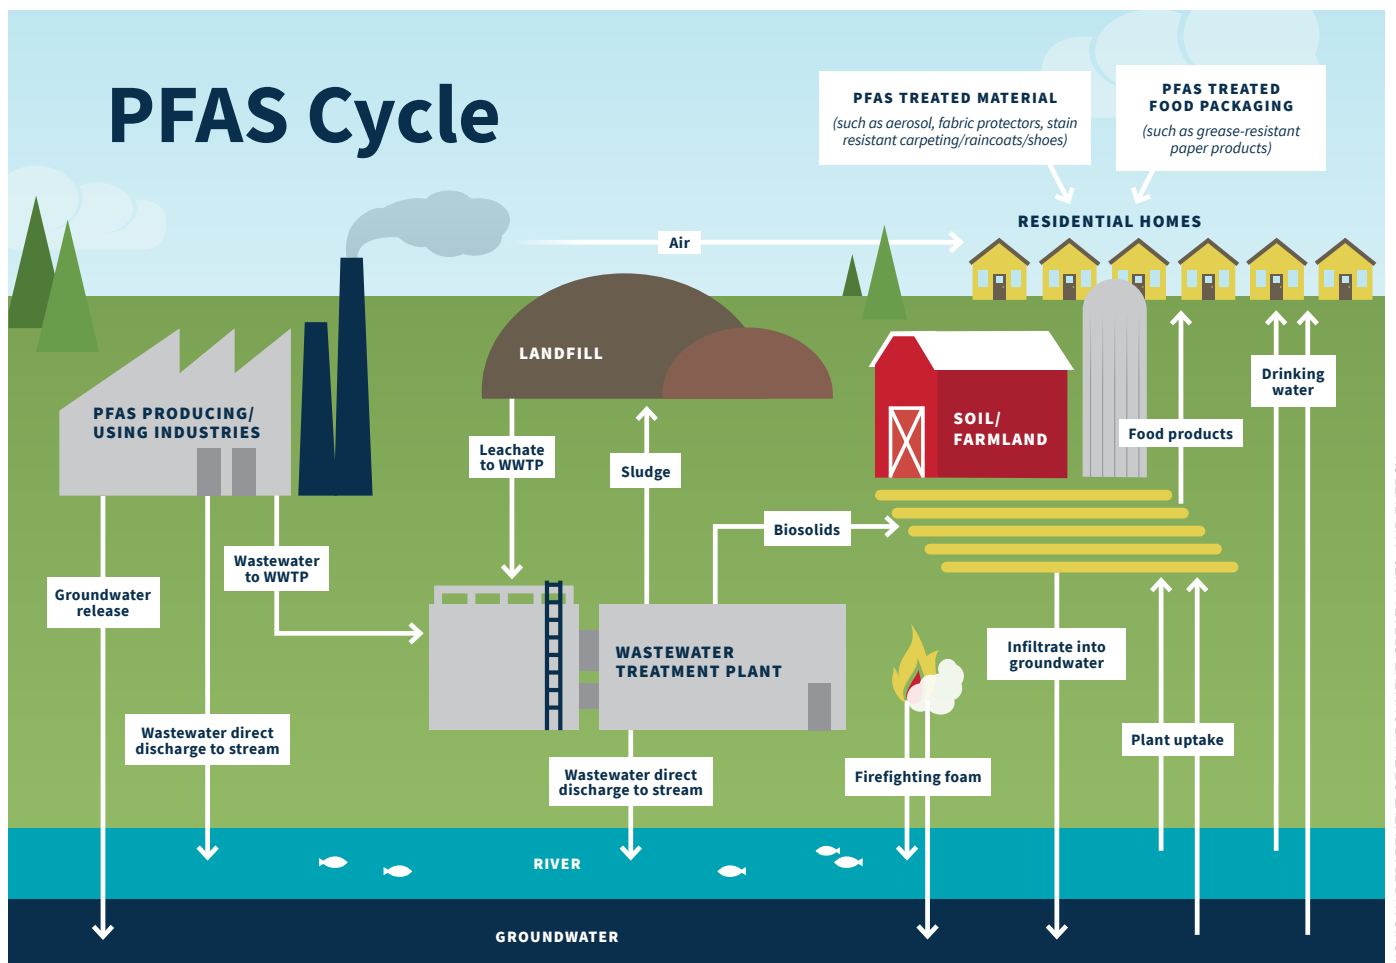 PFAS Cycle
PFAS TREATED MATERIAL
(such as aerosol, fabric protectors, stain
resistant carpeting/raincoats/shoes)
PFAS TREATED
FOOD PACKAGING
(such as grease-resistant
paper products)
RESIDENTIAL HOMES
Air
LANDFILL
PFAS PRODUCING/
USING INDUSTRIES
SOIL/
FARMLAND
Drinking
water
Food products
Leachate
to WWTP
Sludge
Biosolids
Wastewater
to WWTP
Groundwater
release
WASTEWATER
TREATMENT PLANT
Infiltrate into
groundwater
Wastewater direct
discharge to stream
Plant uptake
Wastewater direct
discharge to stream
Firefighting foam
RIVER
GROUNDWATER